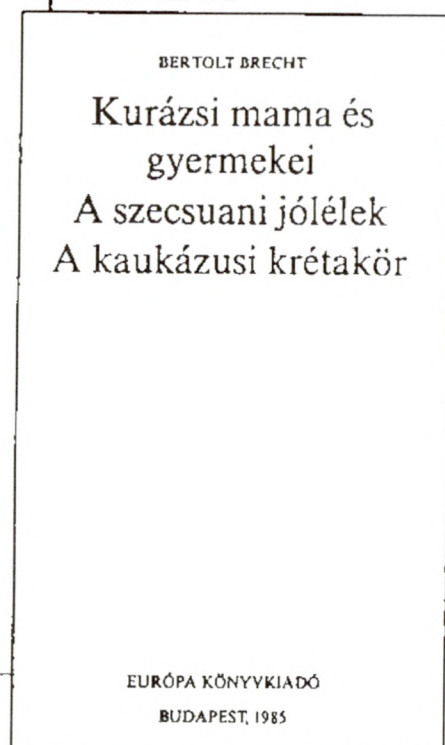 BERTOLT BRECHT
Kurázsi mama és
gyermekei
A szecsuani jólélek
A kaukázusi krétakör
EURÓPA KÖNYVKIADÓ
BUDAPEST, 1985